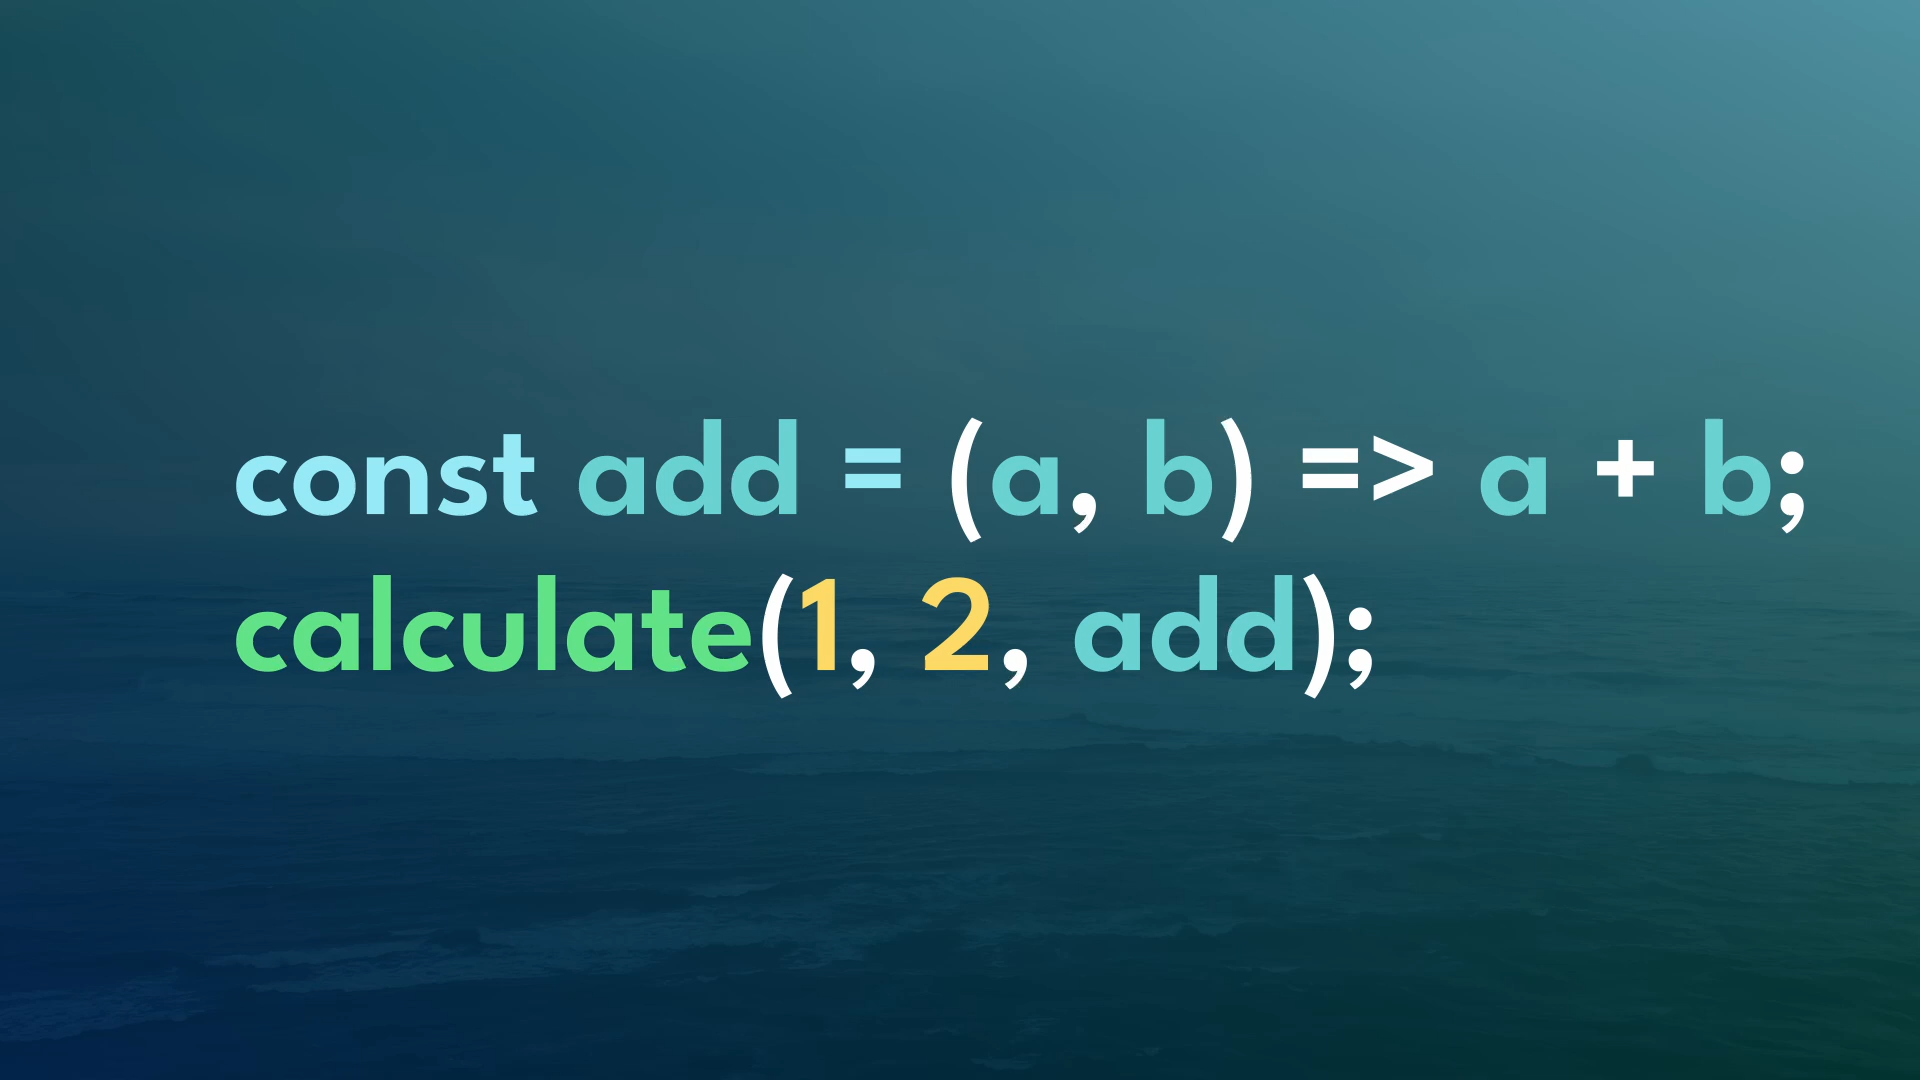 const add = (a, b) => a + b;
calculate(1, 2, add);